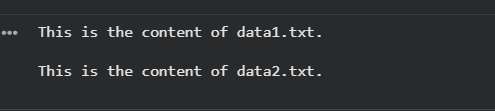 This is the content of data1.txt.
This is the content of data2.txt.